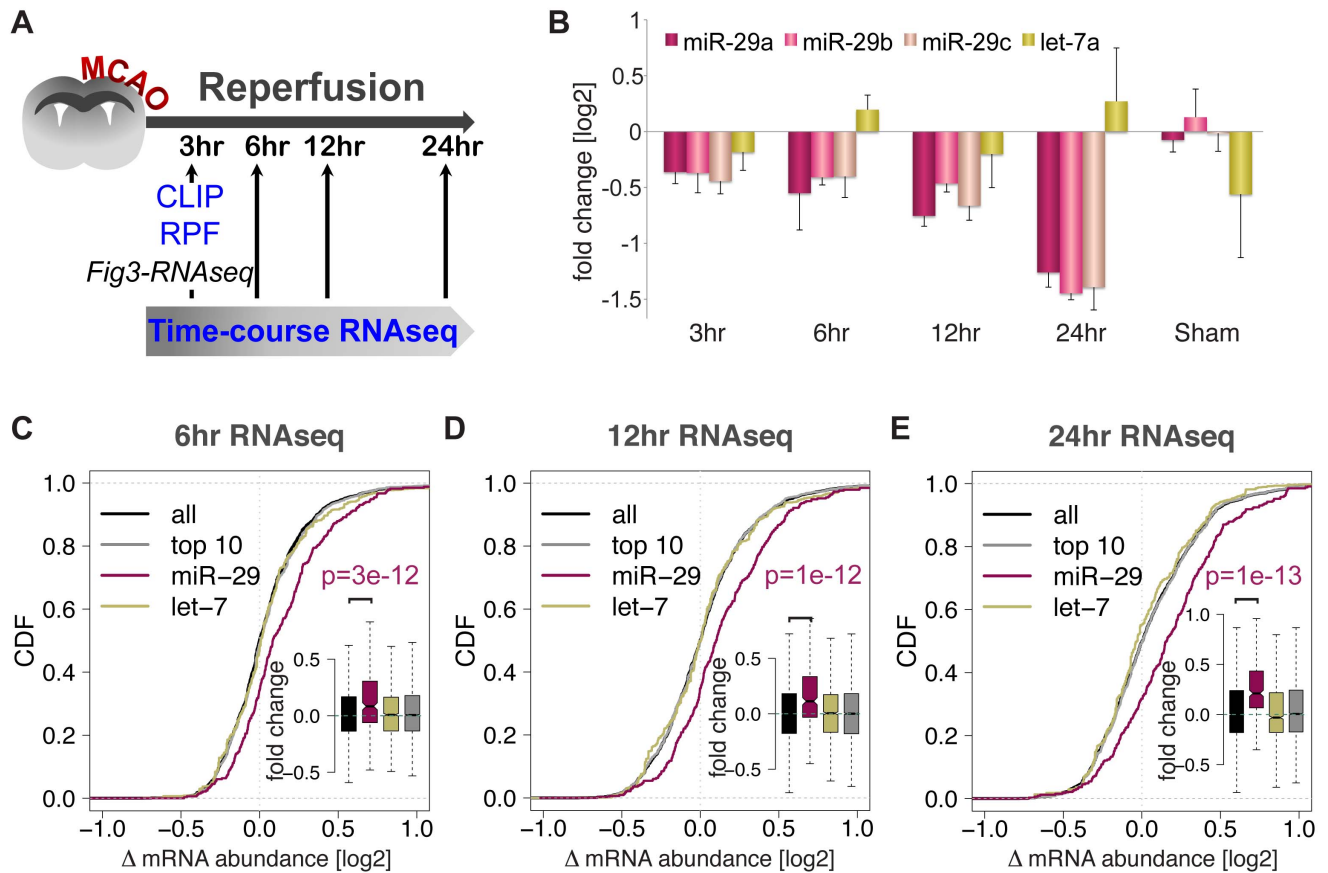 A
MCAO
Reperfusion
3hr 6hr 12hr 24hr
CLIP
RPF
Fig3-RNAseq
Time-course RNAseq
B
miR-29a miR-29b miR-29c let-7a
fold change [log2]
1
0.5
0
-0.5
-1
-1.5
3hr 6hr 12hr 24hr Sham
C
6hr RNAseq
CDF
1.0
0.8
0.6
0.4
0.2
0.0
all
top 10
miR−29
let−7
p=3e-12
fold change
0.5
0.0
−0.5
−1.0 −0.5 0.0 0.5 1.0
Δ mRNA abundance [log2]
D
12hr RNAseq
CDF
1.0
0.8
0.6
0.4
0.2
0.0
all
top 10
miR−29
let−7
p=1e-12
fold change
0.5
0.0
−0.5
−1.0 −0.5 0.0 0.5 1.0
Δ mRNA abundance [log2]
E
24hr RNAseq
CDF
1.0
0.8
0.6
0.4
0.2
0.0
all
top 10
miR−29
let−7
p=1e-13
fold change
1.0
0.5
0.0
−0.5
−1.0 −0.5 0.0 0.5 1.0
Δ mRNA abundance [log2]